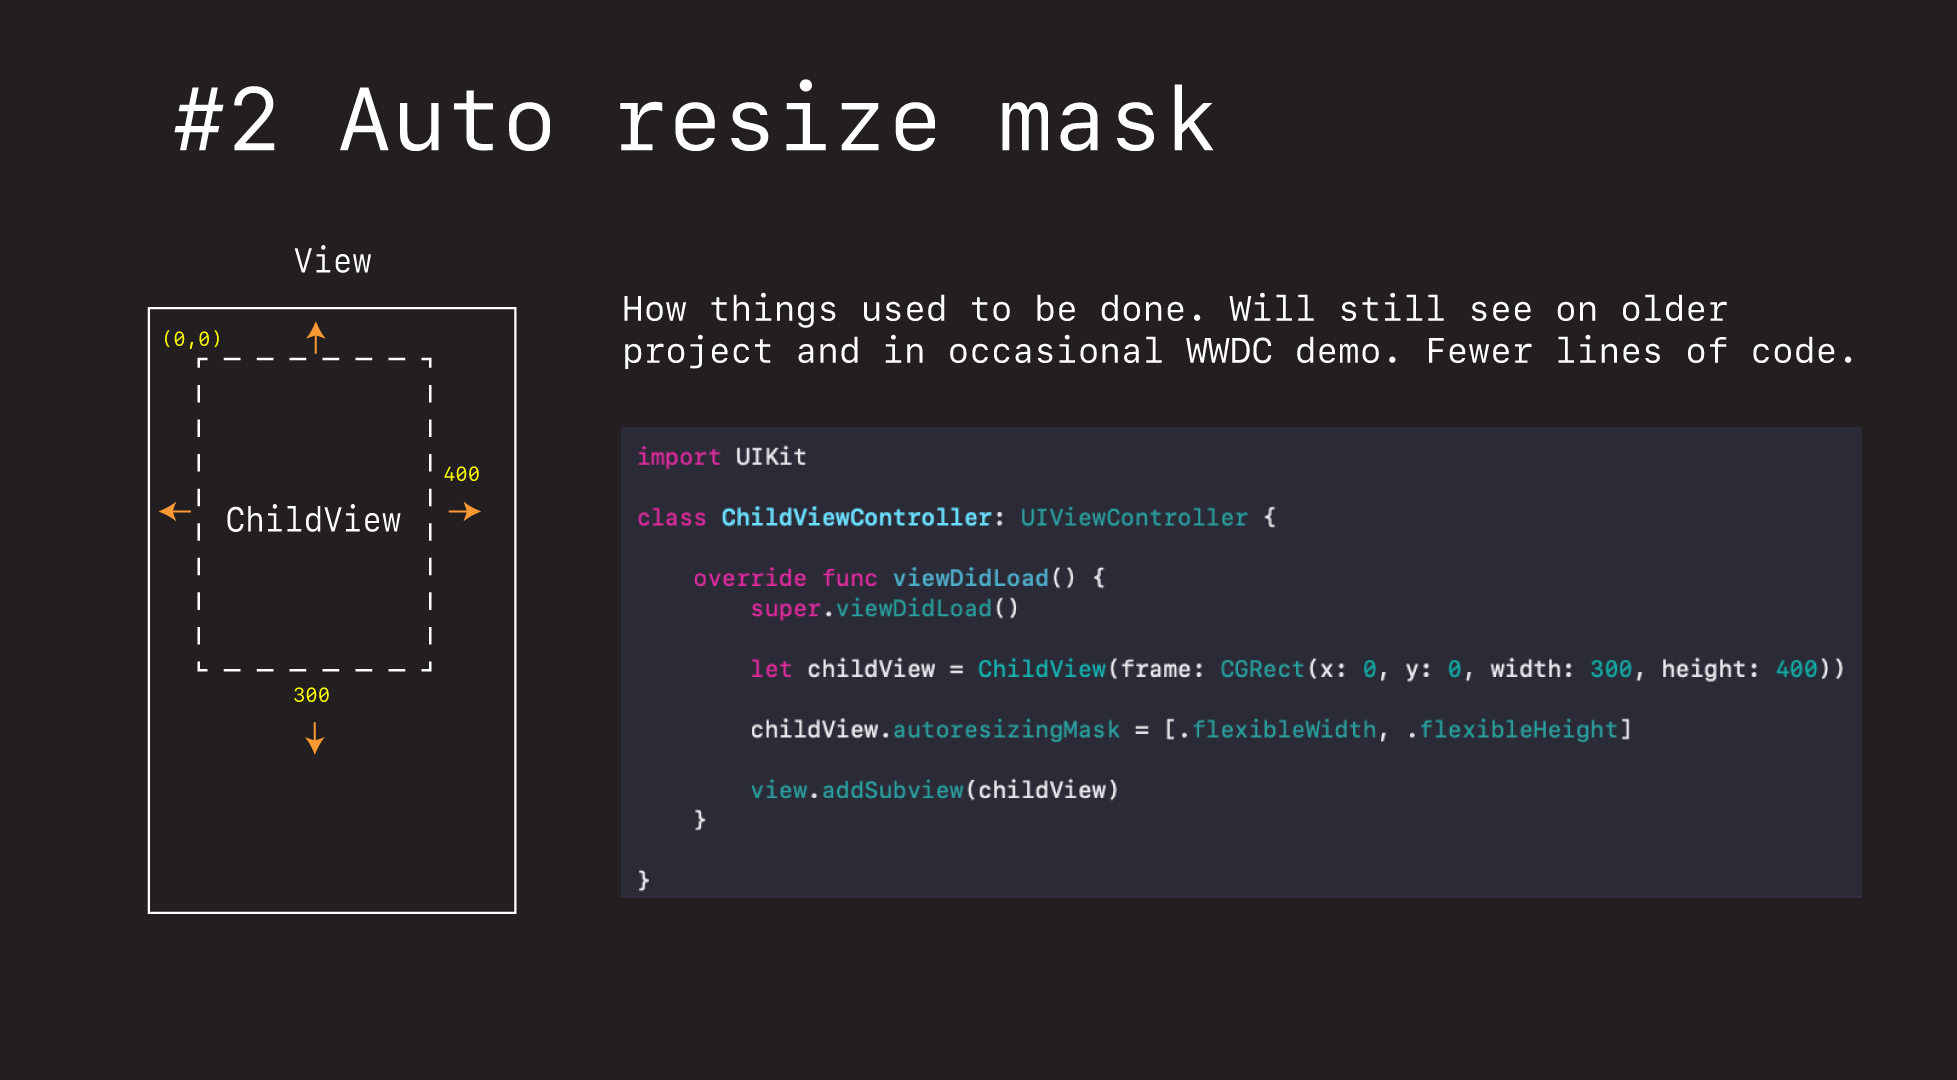 #2 Auto resize mask
View
(0,0)
400
ChildView
300
How things used to be done. Will still see on older
project and in occasional WWDC demo. Fewer lines of code.
import UIKit
class ChildViewController: UIViewController {
override func viewDidLoad() {
super.viewDidLoad()
let childView = ChildView(frame: CGRect(x: 0, y: 0, width: 300, height: 400))
childView.autoresizingMask = [.flexibleWidth, .flexibleHeight]
view.addSubview(childView)
}
}